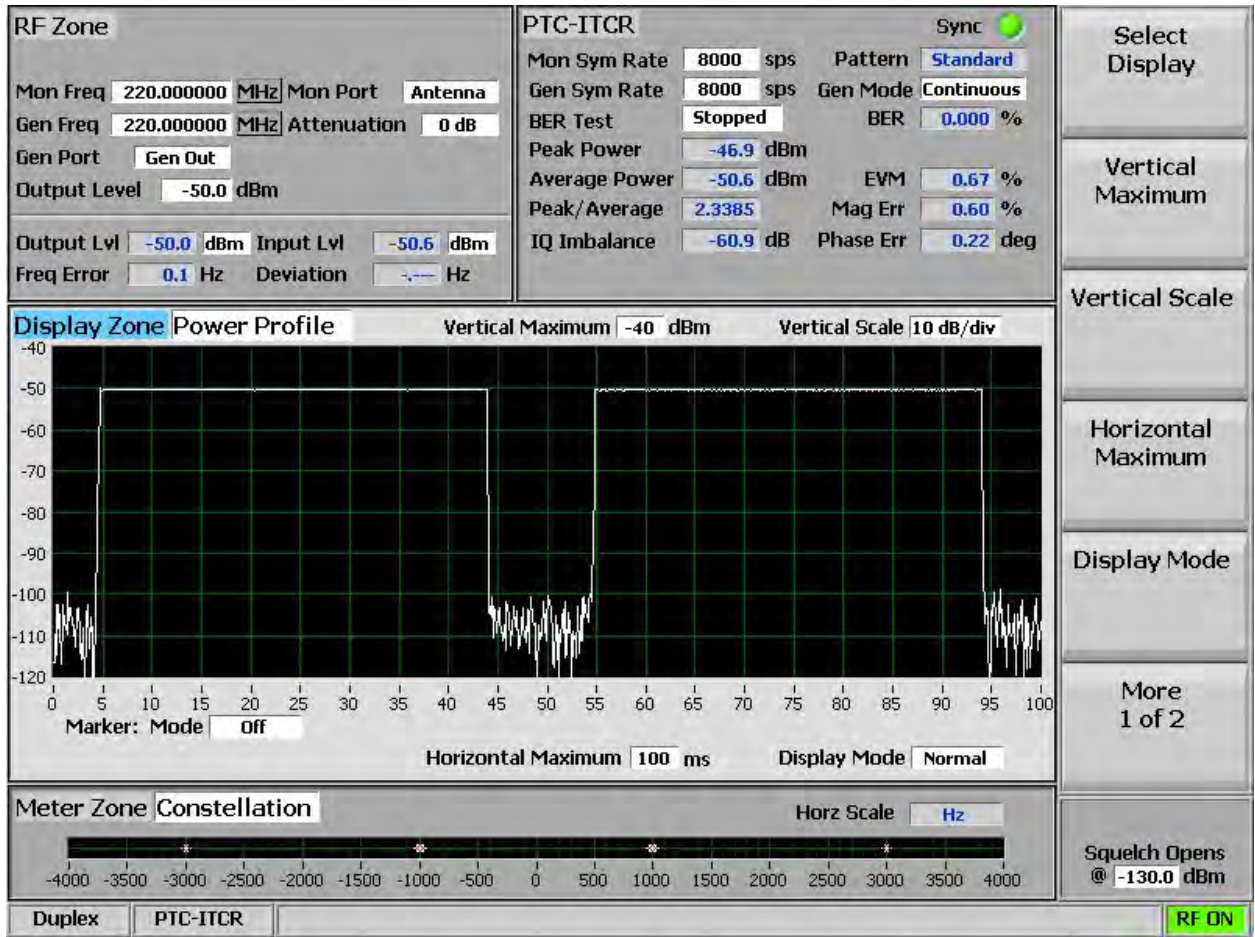 RF Zone
Mon Freq 220.000000 MHz Mon Port Antenna
Gen Freq 220.000000 MHz Attenuation 0 dB
Gen Port Gen Out
Output Level -50.0 dBm
Output Lvl -50.0 dBm Input Lvl -50.6 dBm
Freq Error 0.1 Hz Deviation -.--- Hz
PTC-ITCR Sync
Mon Sym Rate 8000 sps Pattern Standard
Gen Sym Rate 8000 sps Gen Mode Continuous
BER Test Stopped BER 0.000 %
Peak Power -46.9 dBm
Average Power -50.6 dBm EVM 0.67 %
Peak/Average 2.3385 Mag Err 0.60 %
IQ Imbalance -60.9 dB Phase Err 0.22 deg
Display Zone Power Profile Vertical Maximum -40 dBm Vertical Scale 10 dB/div
-40
-50
-60
-70
-80
-90
-100
-110
-120
0 5 10 15 20 25 30 35 40 45 50 55 60 65 70 75 80 85 90 95 100
Marker: Mode Off
Horizontal Maximum 100 ms Display Mode Normal
Meter Zone Constellation Horz Scale Hz
-4000 -3500 -3000 -2500 -2000 -1500 -1000 -500 0 500 1000 1500 2000 2500 3000 3500 4000
Duplex PTC-ITCR
Select
Display
Vertical
Maximum
Vertical Scale
Horizontal
Maximum
Display Mode
More
1 of 2
Squelch Opens
@ -130.0 dBm
RF ON